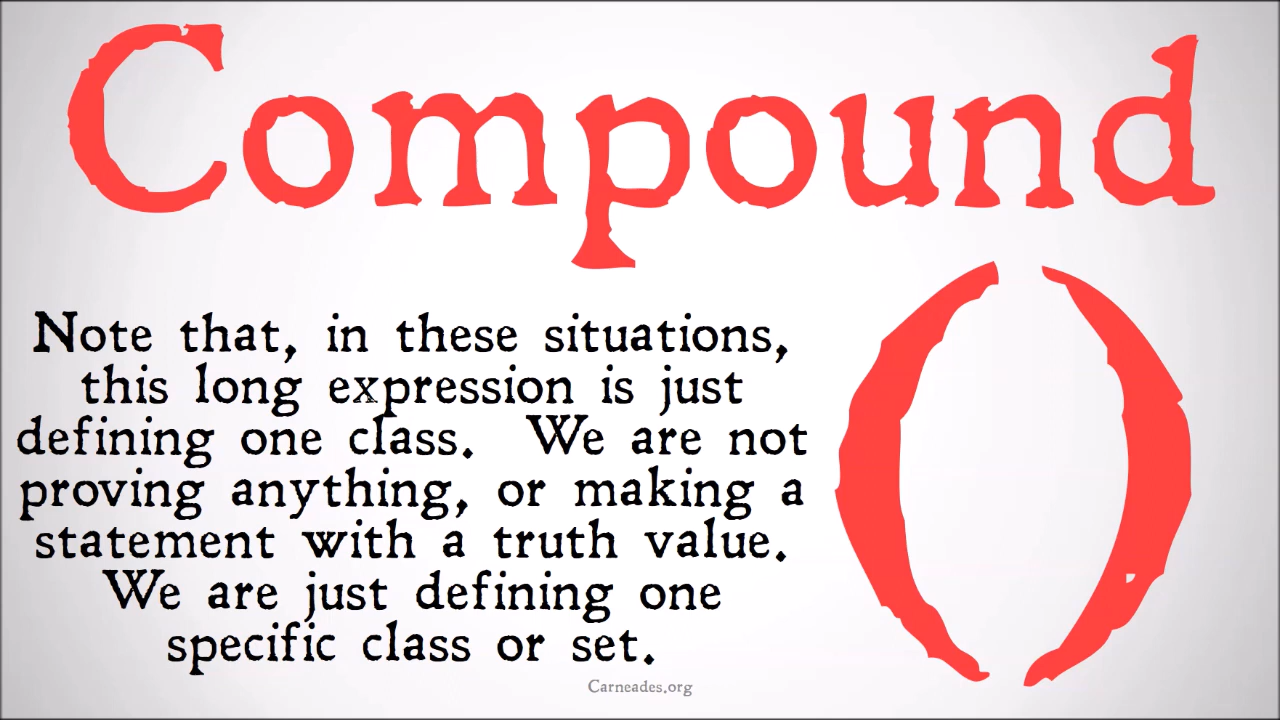 Compound
Note that, in these situations,
this long expression is just
defining one class.  We are not
proving anything, or making a
statement with a truth value.
We are just defining one
specific class or set.
()
Carneades.org